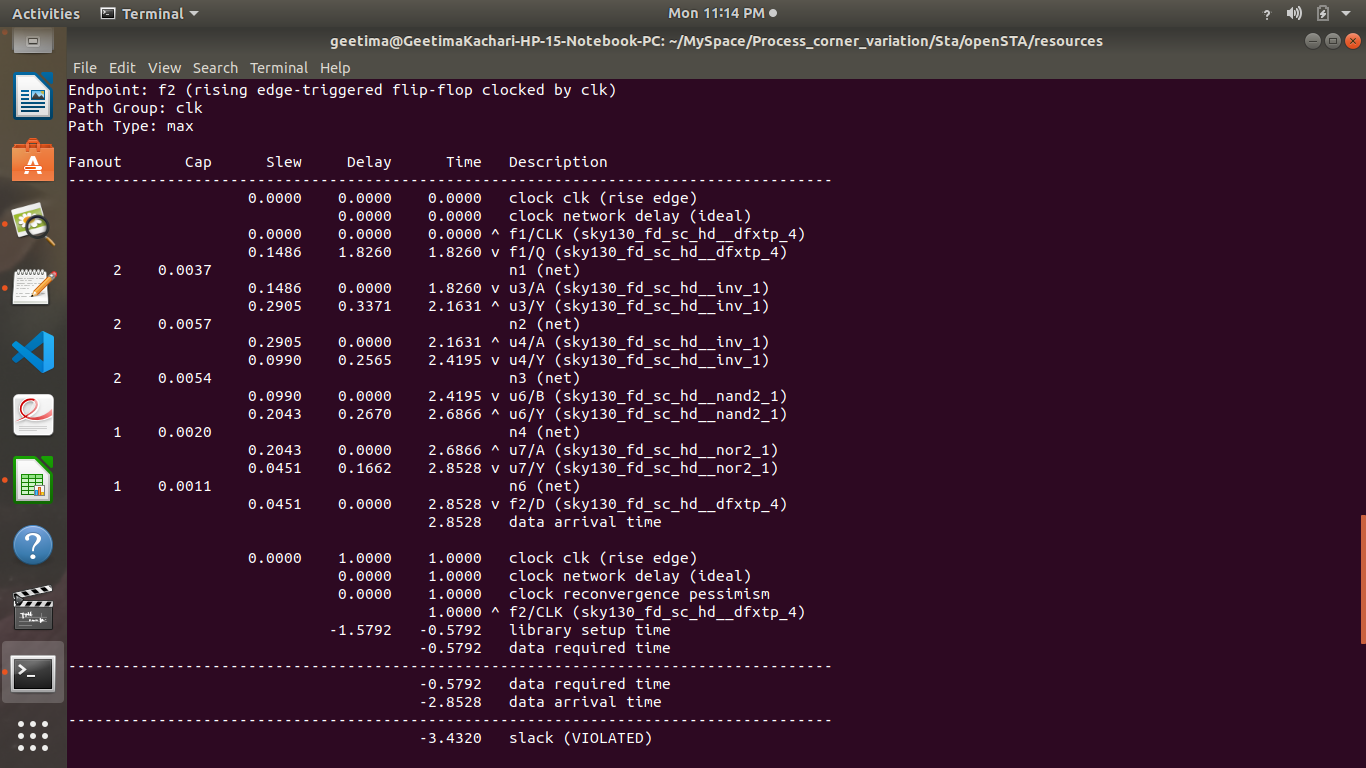 Activities Terminal Mon 11:14 PM
geetima@GeetimaKachari-HP-15-Notebook-PC: ~/MySpace/Process_corner_variation/Sta/openSTA/resources
File Edit View Search Terminal Help
Endpoint: f2 (rising edge-triggered flip-flop clocked by clk)
Path Group: clk
Path Type: max

Fanout       Cap      Slew     Delay      Time   Description
-------------------------------------------------------------------------------------
                    0.0000    0.0000    0.0000   clock clk (rise edge)
                              0.0000    0.0000   clock network delay (ideal)
                    0.0000    0.0000    0.0000 ^ f1/CLK (sky130_fd_sc_hd__dfxtp_4)
                    0.1486    1.8260    1.8260 v f1/Q (sky130_fd_sc_hd__dfxtp_4)
     2    0.0037                                 n1 (net)
                    0.1486    0.0000    1.8260 v u3/A (sky130_fd_sc_hd__inv_1)
                    0.2905    0.3371    2.1631 ^ u3/Y (sky130_fd_sc_hd__inv_1)
     2    0.0057                                 n2 (net)
                    0.2905    0.0000    2.1631 ^ u4/A (sky130_fd_sc_hd__inv_1)
                    0.0990    0.2565    2.4195 v u4/Y (sky130_fd_sc_hd__inv_1)
     2    0.0054                                 n3 (net)
                    0.0990    0.0000    2.4195 v u6/B (sky130_fd_sc_hd__nand2_1)
                    0.2043    0.2670    2.6866 ^ u6/Y (sky130_fd_sc_hd__nand2_1)
     1    0.0020                                 n4 (net)
                    0.2043    0.0000    2.6866 ^ u7/A (sky130_fd_sc_hd__nor2_1)
                    0.0451    0.1662    2.8528 v u7/Y (sky130_fd_sc_hd__nor2_1)
     1    0.0011                                 n6 (net)
                    0.0451    0.0000    2.8528 v f2/D (sky130_fd_sc_hd__dfxtp_4)
                                        2.8528   data arrival time

                    0.0000    1.0000    1.0000   clock clk (rise edge)
                              0.0000    1.0000   clock network delay (ideal)
                              0.0000    1.0000   clock reconvergence pessimism
                                        1.0000 ^ f2/CLK (sky130_fd_sc_hd__dfxtp_4)
                             -1.5792   -0.5792   library setup time
                                       -0.5792   data required time
-------------------------------------------------------------------------------------
                                       -0.5792   data required time
                                       -2.8528   data arrival time
-------------------------------------------------------------------------------------
                                       -3.4320   slack (VIOLATED)